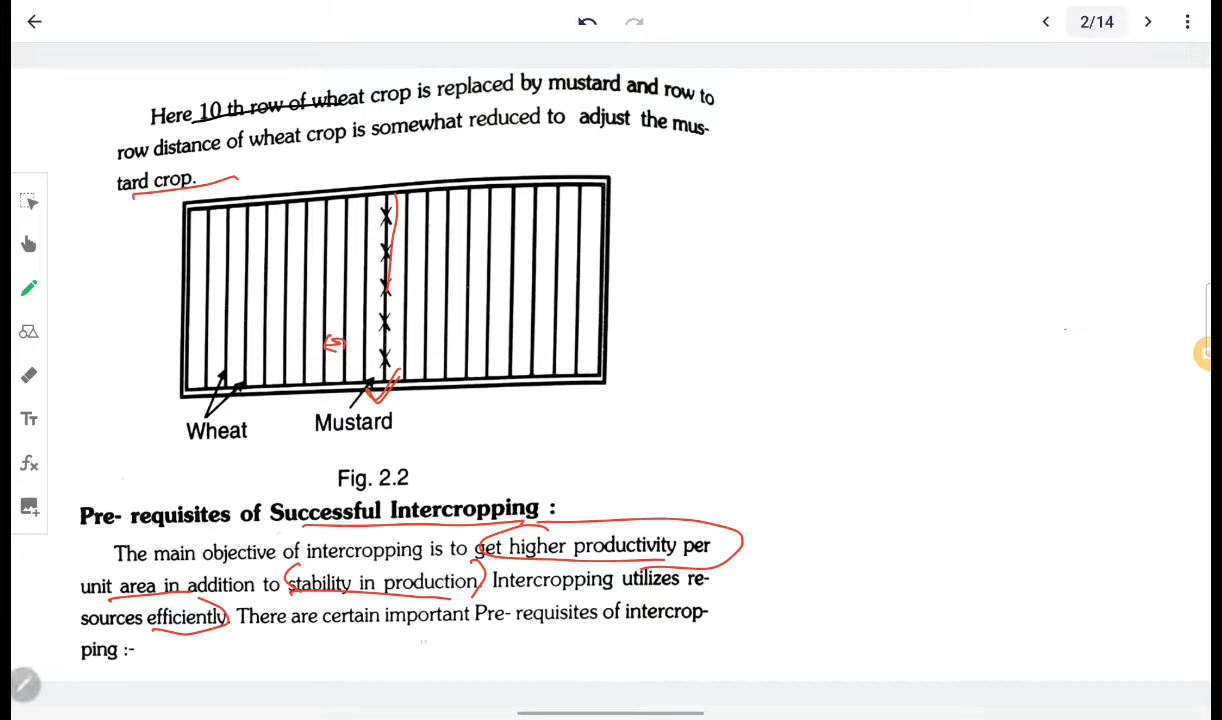 2/14
Here 10 th row of wheat crop is replaced by mustard and row to
row distance of wheat crop is somewhat reduced to adjust the mus-
tard crop.
Wheat
Mustard
Fig. 2.2
Pre- requisites of Successful Intercropping :
The main objective of intercropping is to get higher productivity per
unit area in addition to stability in production. Intercropping utilizes re-
sources efficiently. There are certain important Pre- requisites of intercrop-
ping :-
Tт
fx